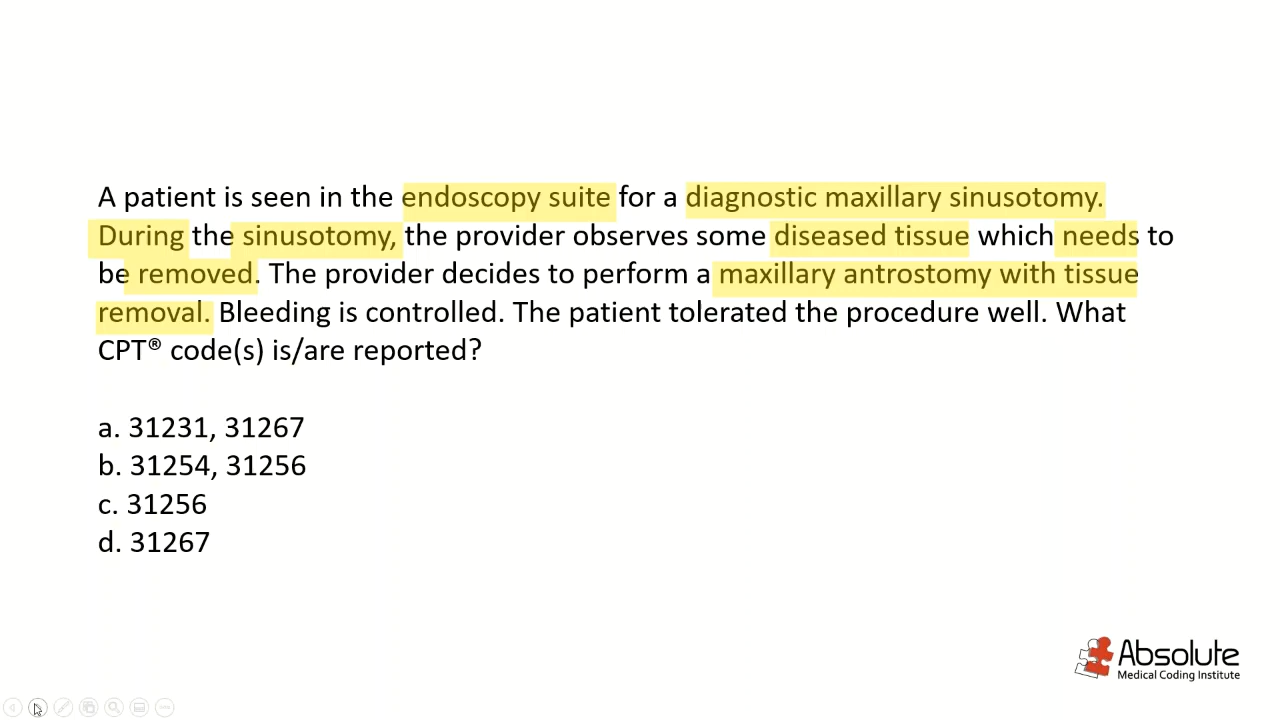 A patient is seen in the endoscopy suite for a diagnostic maxillary sinusotomy.
During the sinusotomy, the provider observes some diseased tissue which needs to
be removed. The provider decides to perform a maxillary antrostomy with tissue
removal. Bleeding is controlled. The patient tolerated the procedure well. What
CPT® code(s) is/are reported?
a. 31231, 31267
b. 31254, 31256
c. 31256
d. 31267
Absolute
Medical Coding Institute